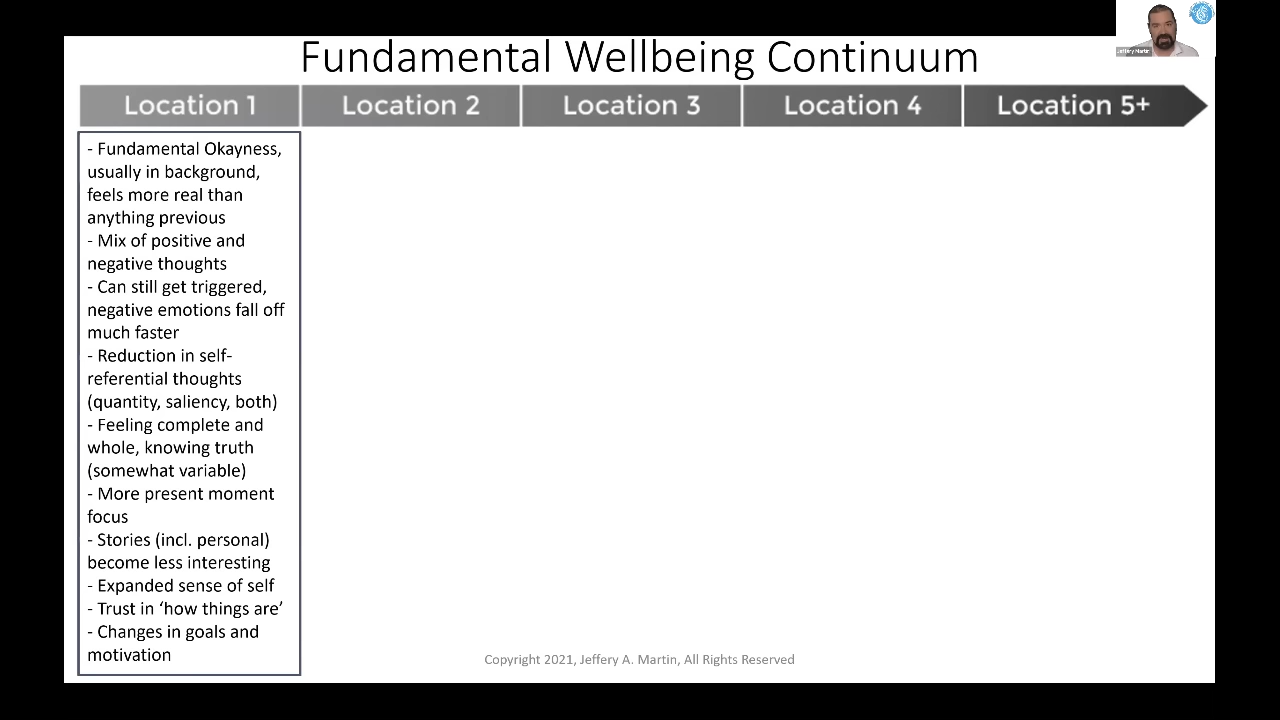 Jeffery Martin
Fundamental Wellbeing Continuum
Location 1
Location 2
Location 3
Location 4
Location 5+
- Fundamental Okayness,
usually in background,
feels more real than
anything previous
- Mix of positive and
negative thoughts
- Can still get triggered,
negative emotions fall off
much faster
- Reduction in self-
referential thoughts
(quantity, saliency, both)
- Feeling complete and
whole, knowing truth
(somewhat variable)
- More present moment
focus
- Stories (incl. personal)
become less interesting
- Expanded sense of self
- Trust in ‘how things are’
- Changes in goals and
motivation
Copyright 2021, Jeffery A. Martin, All Rights Reserved